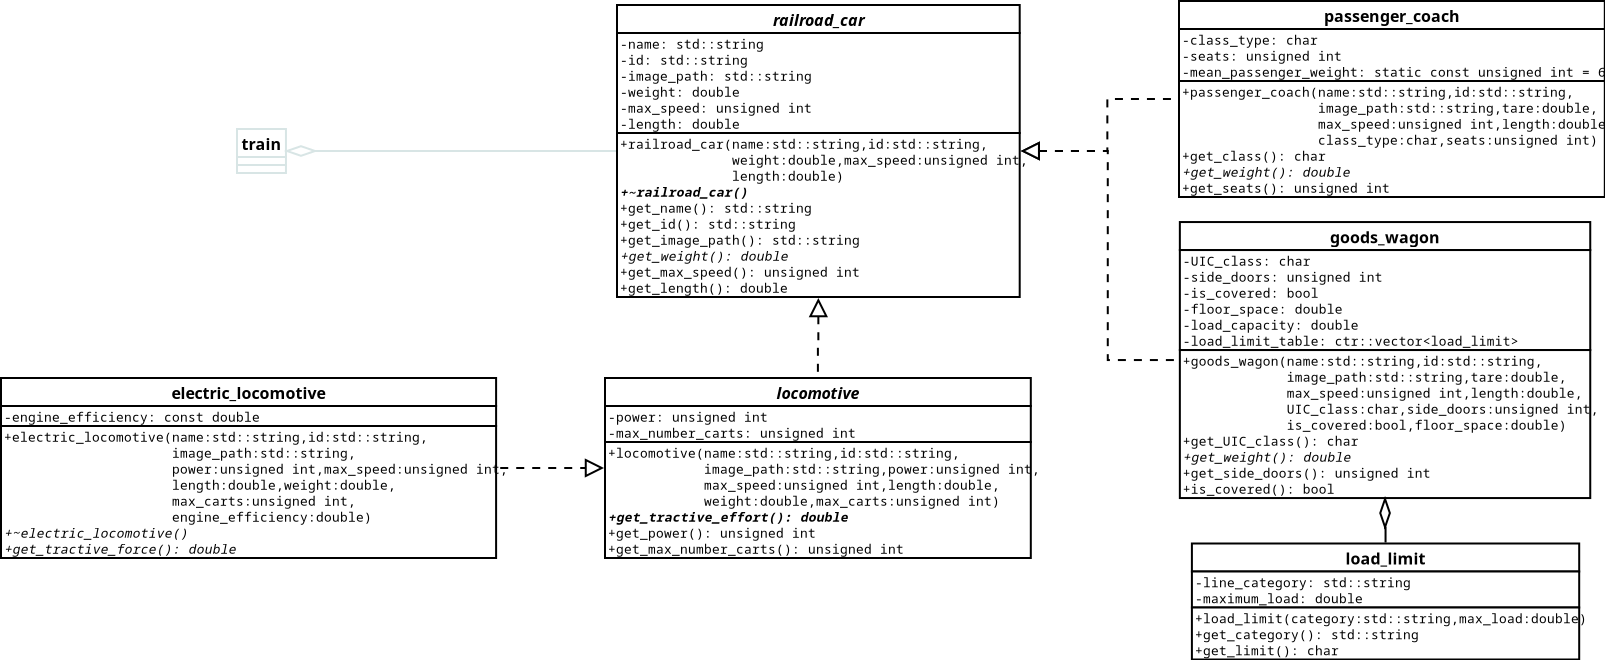 railroad_car
-name: std::string
-id: std::string
-image_path: std::string
-weight: double
-max_speed: unsigned int
-length: double
+railroad_car(name:std::string,id:std::string,
weight:double,max_speed:unsigned int,
length:double)
+~railroad_car()
+get_name(): std::string
+get_id(): std::string
+get_image_path(): std::string
+get_weight(): double
+get_max_speed(): unsigned int
+get_length(): double
passenger_coach
-class_type: char
-seats: unsigned int
-mean_passenger_weight: static const unsigned int = 6
+passenger_coach(name:std::string,id:std::string,
image_path:std::string,tare:double,
max_speed:unsigned int,length:double
class_type:char,seats:unsigned int)
+get_class(): char
+get_weight(): double
+get_seats(): unsigned int
train
goods_wagon
-UIC_class: char
-side_doors: unsigned int
-is_covered: bool
-floor_space: double
-load_capacity: double
-load_limit_table: ctr::vector<load_limit>
+goods_wagon(name:std::string,id:std::string,
image_path:std::string,tare:double,
max_speed:unsigned int,length:double,
UIC_class:char,side_doors:unsigned int,
is_covered:bool,floor_space:double)
+get_UIC_class(): char
+get_weight(): double
+get_side_doors(): unsigned int
+is_covered(): bool
electric_locomotive
-engine_efficiency: const double
+electric_locomotive(name:std::string,id:std::string,
image_path:std::string,
power:unsigned int,max_speed:unsigned int,
length:double,weight:double,
max_carts:unsigned int,
engine_efficiency:double)
+~electric_locomotive()
+get_tractive_force(): double
locomotive
-power: unsigned int
-max_number_carts: unsigned int
+locomotive(name:std::string,id:std::string,
image_path:std::string,power:unsigned int,
max_speed:unsigned int,length:double,
weight:double,max_carts:unsigned int)
+get_tractive_effort(): double
+get_power(): unsigned int
+get_max_number_carts(): unsigned int
load_limit
-line_category: std::string
-maximum_load: double
+load_limit(category:std::string,max_load:double)
+get_category(): std::string
+get_limit(): char